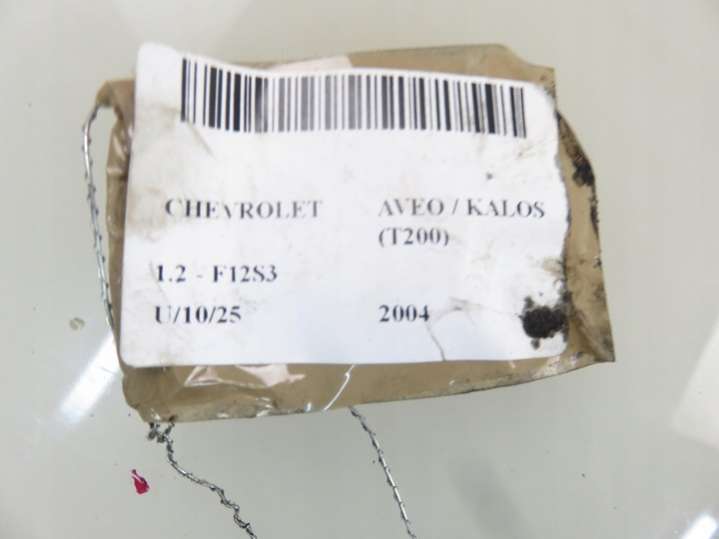 CHEVROLET AVEO / KALOS
(T200)
1.2 - F12S3
U/10/25 2004